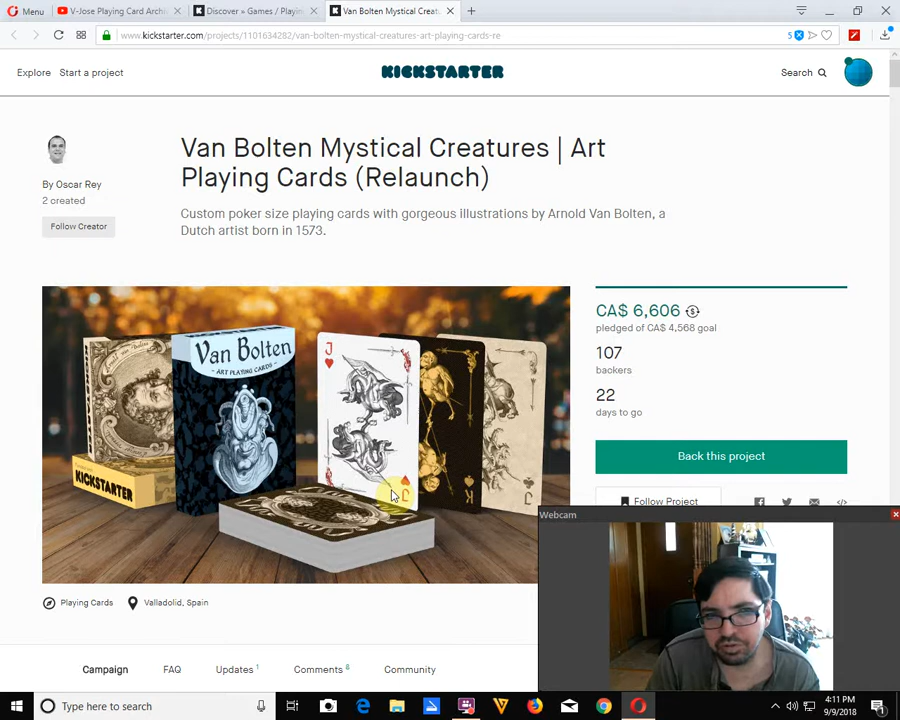 Menu
V-Jose Playing Card Archi
Discover » Games / Playin
Van Bolten Mystical Creatu
www.kickstarter.com/projects/1101634282/van-bolten-mystical-creatures-art-playing-cards-re
5
Explore
Start a project
KICKSTARTER
Search
Van Bolten Mystical Creatures | Art
Playing Cards (Relaunch)
By Oscar Rey
2 created
Follow Creator
Custom poker size playing cards with gorgeous illustrations by Arnold Van Bolten, a
Dutch artist born in 1573.
Van Bolten
ART PLAYING CARDS
J
J
K
KICKSTARTER
CA$ 6,606
pledged of CA$ 4,568 goal
107
backers
22
days to go
Back this project
Follow Project
Webcam
Playing Cards
Valladolid, Spain
Campaign
FAQ
Updates 1
Comments 6
Community
Type here to search
4:11 PM
9/9/2018
1